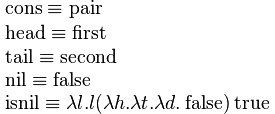 cons ≡ pair
head ≡ first
tail ≡ second
nil ≡ false
isnil ≡ λl.l(λh.λt.λd. false) true